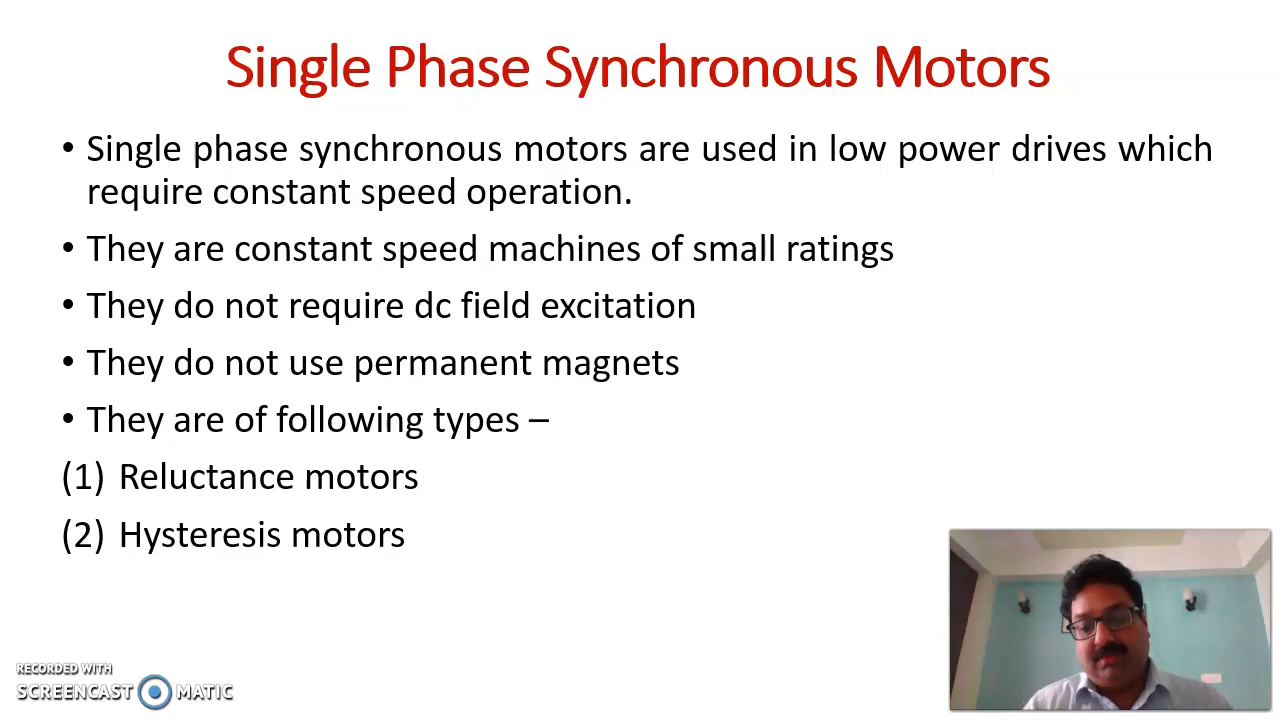 Single Phase Synchronous Motors
• Single phase synchronous motors are used in low power drives which
require constant speed operation.
• They are constant speed machines of small ratings
• They do not require dc field excitation
• They do not use permanent magnets
• They are of following types –
(1) Reluctance motors
(2) Hysteresis motors
RECORDED WITH
SCREENCAST MATIC